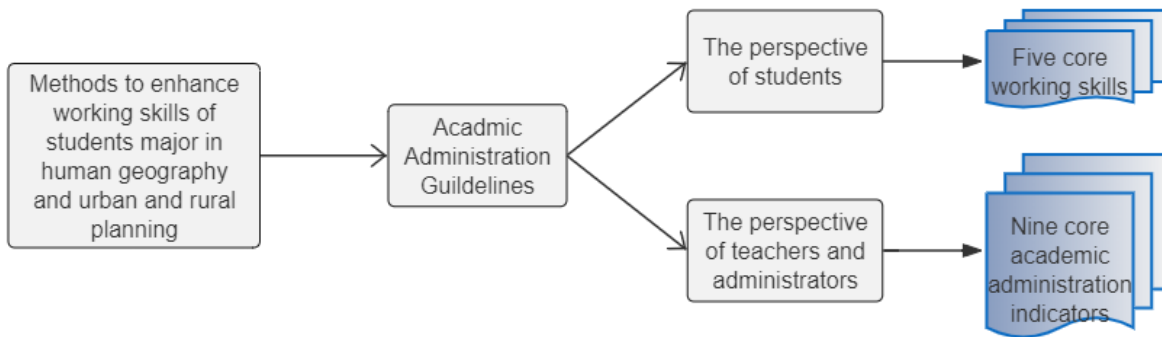 Methods to enhance
working skills of
students major in
human geography
and urban and rural
planning
Acadmic
Administration
Guildelines
The perspective
of students
Five core
working skills
The perspective
of teachers and
administrators
Nine core
academic
administration
indicators